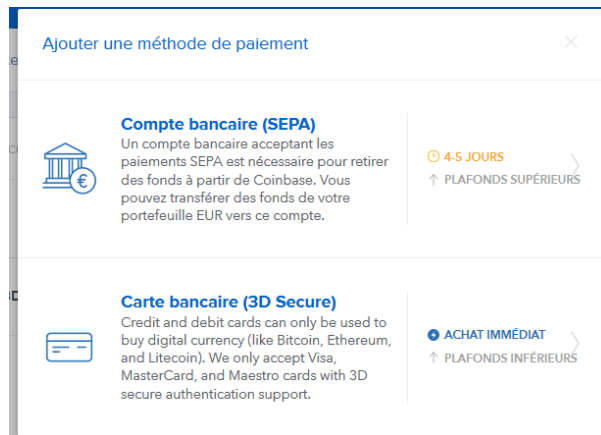 Ajouter une méthode de paiement
Compte bancaire (SEPA)
Un compte bancaire acceptant les
paiements SEPA est nécessaire pour retirer
des fonds à partir de Coinbase. Vous
pouvez transférer des fonds de votre
portefeuille EUR vers ce compte.
4-5 JOURS
PLAFONDS SUPÉRIEURS
Carte bancaire (3D Secure)
Credit and debit cards can only be used to
buy digital currency (like Bitcoin, Ethereum,
and Litecoin). We only accept Visa,
MasterCard, and Maestro cards with 3D
secure authentication support.
ACHAT IMMÉDIAT
PLAFONDS INFÉRIEURS